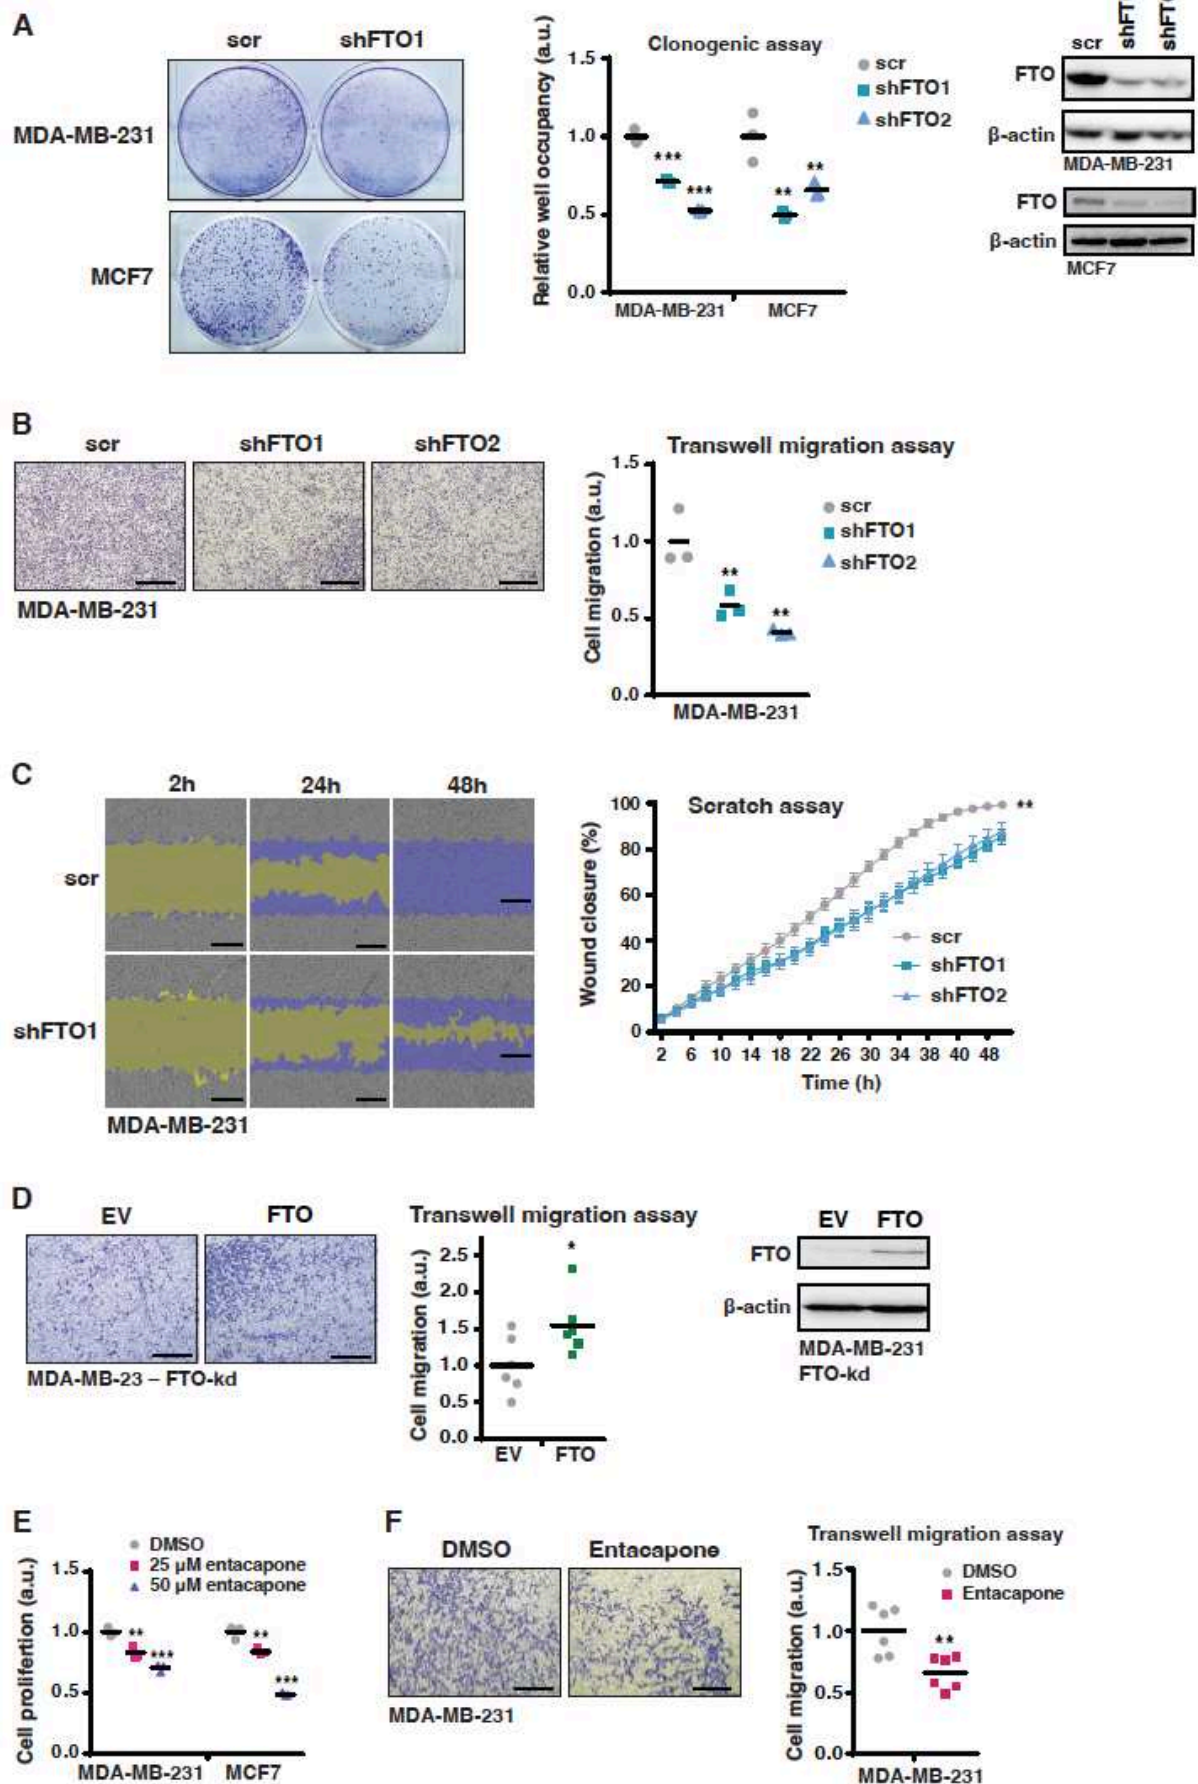 A
scr shFTO1
MDA-MB-231
MCF7
Clonogenic assay
Relative well occupancy (a.u.)
1.5
1.0
0.5
0.0
***
***
**
**
MDA-MB-231 MCF7
scr
shFTO1
shFTO2
scr
FTO
β-actin
MDA-MB-231
FTO
β-actin
MCF7
B
scr shFTO1 shFTO2
MDA-MB-231
Transwell migration assay
Cell migration (a.u.)
1.5
1.0
0.5
0.0
**
**
MDA-MB-231
scr
shFTO1
shFTO2
C
2h 24h 48h
scr
shFTO1
MDA-MB-231
Scratch assay
Wound closure (%)
100
80
60
40
20
0
**
scr
shFTO1
shFTO2
2 6 10 14 18 22 26 30 34 38 40 48
Time (h)
D
EV FTO
MDA-MB-23 – FTO-kd
Transwell migration assay
Cell migration (a.u.)
2.5
2.0
1.5
1.0
0.5
0.0
*
EV FTO
EV FTO
FTO
β-actin
MDA-MB-231
FTO-kd
E
DMSO
25 µM entacapone
50 µM entacapone
Cell prolifertion (a.u.)
1.5
1.0
0.5
0.0
**
***
**
***
MDA-MB-231 MCF7
F
DMSO Entacapone
MDA-MB-231
Transwell migration assay
Cell migration (a.u.)
1.5
1.0
0.5
0.0
DMSO
Entacapone
**
MDA-MB-231